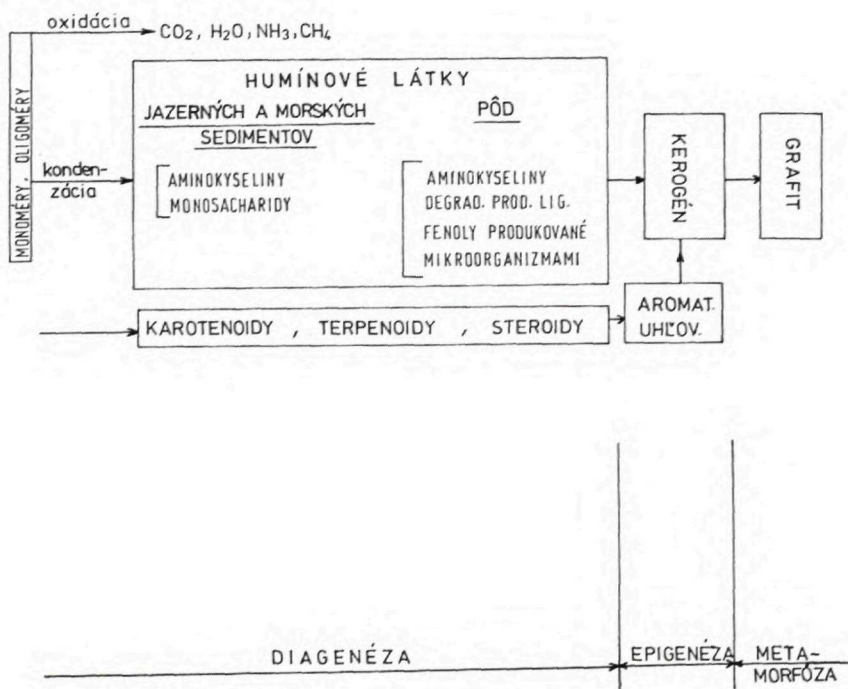 oxidácia
CO₂, H₂O, NH₃, CH₄
MONOMÉRY, OLIGOMÉRY
konden-
zácia
HUMÍNOVÉ LÁTKY
JAZERNÝCH A MORSKÝCH
SEDIMENTOV
AMINOKYSELINY
MONOSACHARIDY
PÔD
AMINOKYSELINY
DEGRAD. PROD. LIG.
FENOLY PRODUKOVANÉ
MIKROORGANIZMAMI
KEROGÉN
GRAFIT
KAROTENOIDY , TERPENOIDY , STEROIDY
AROMAT.
UHĽOV.
DIAGENÉZA
EPIGENÉZA
META-
MORFÓZA